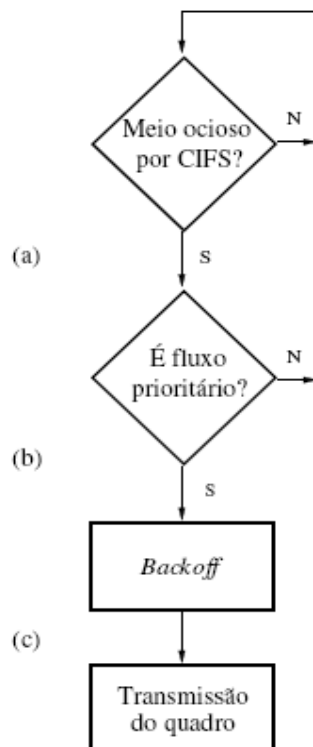 Meio ocioso
por CIFS?
N
(a)
S
É fluxo
prioritário?
N
(b)
S
Backoff
(c)
Transmissão
do quadro